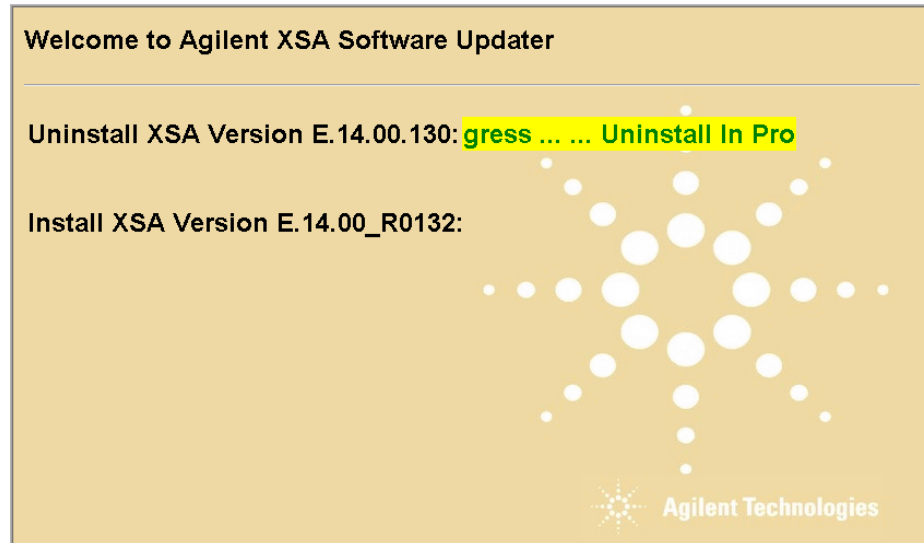 Welcome to Agilent XSA Software Updater
Uninstall XSA Version E.14.00.130: gress ... ... Uninstall In Pro
Install XSA Version E.14.00_R0132:
Agilent Technologies